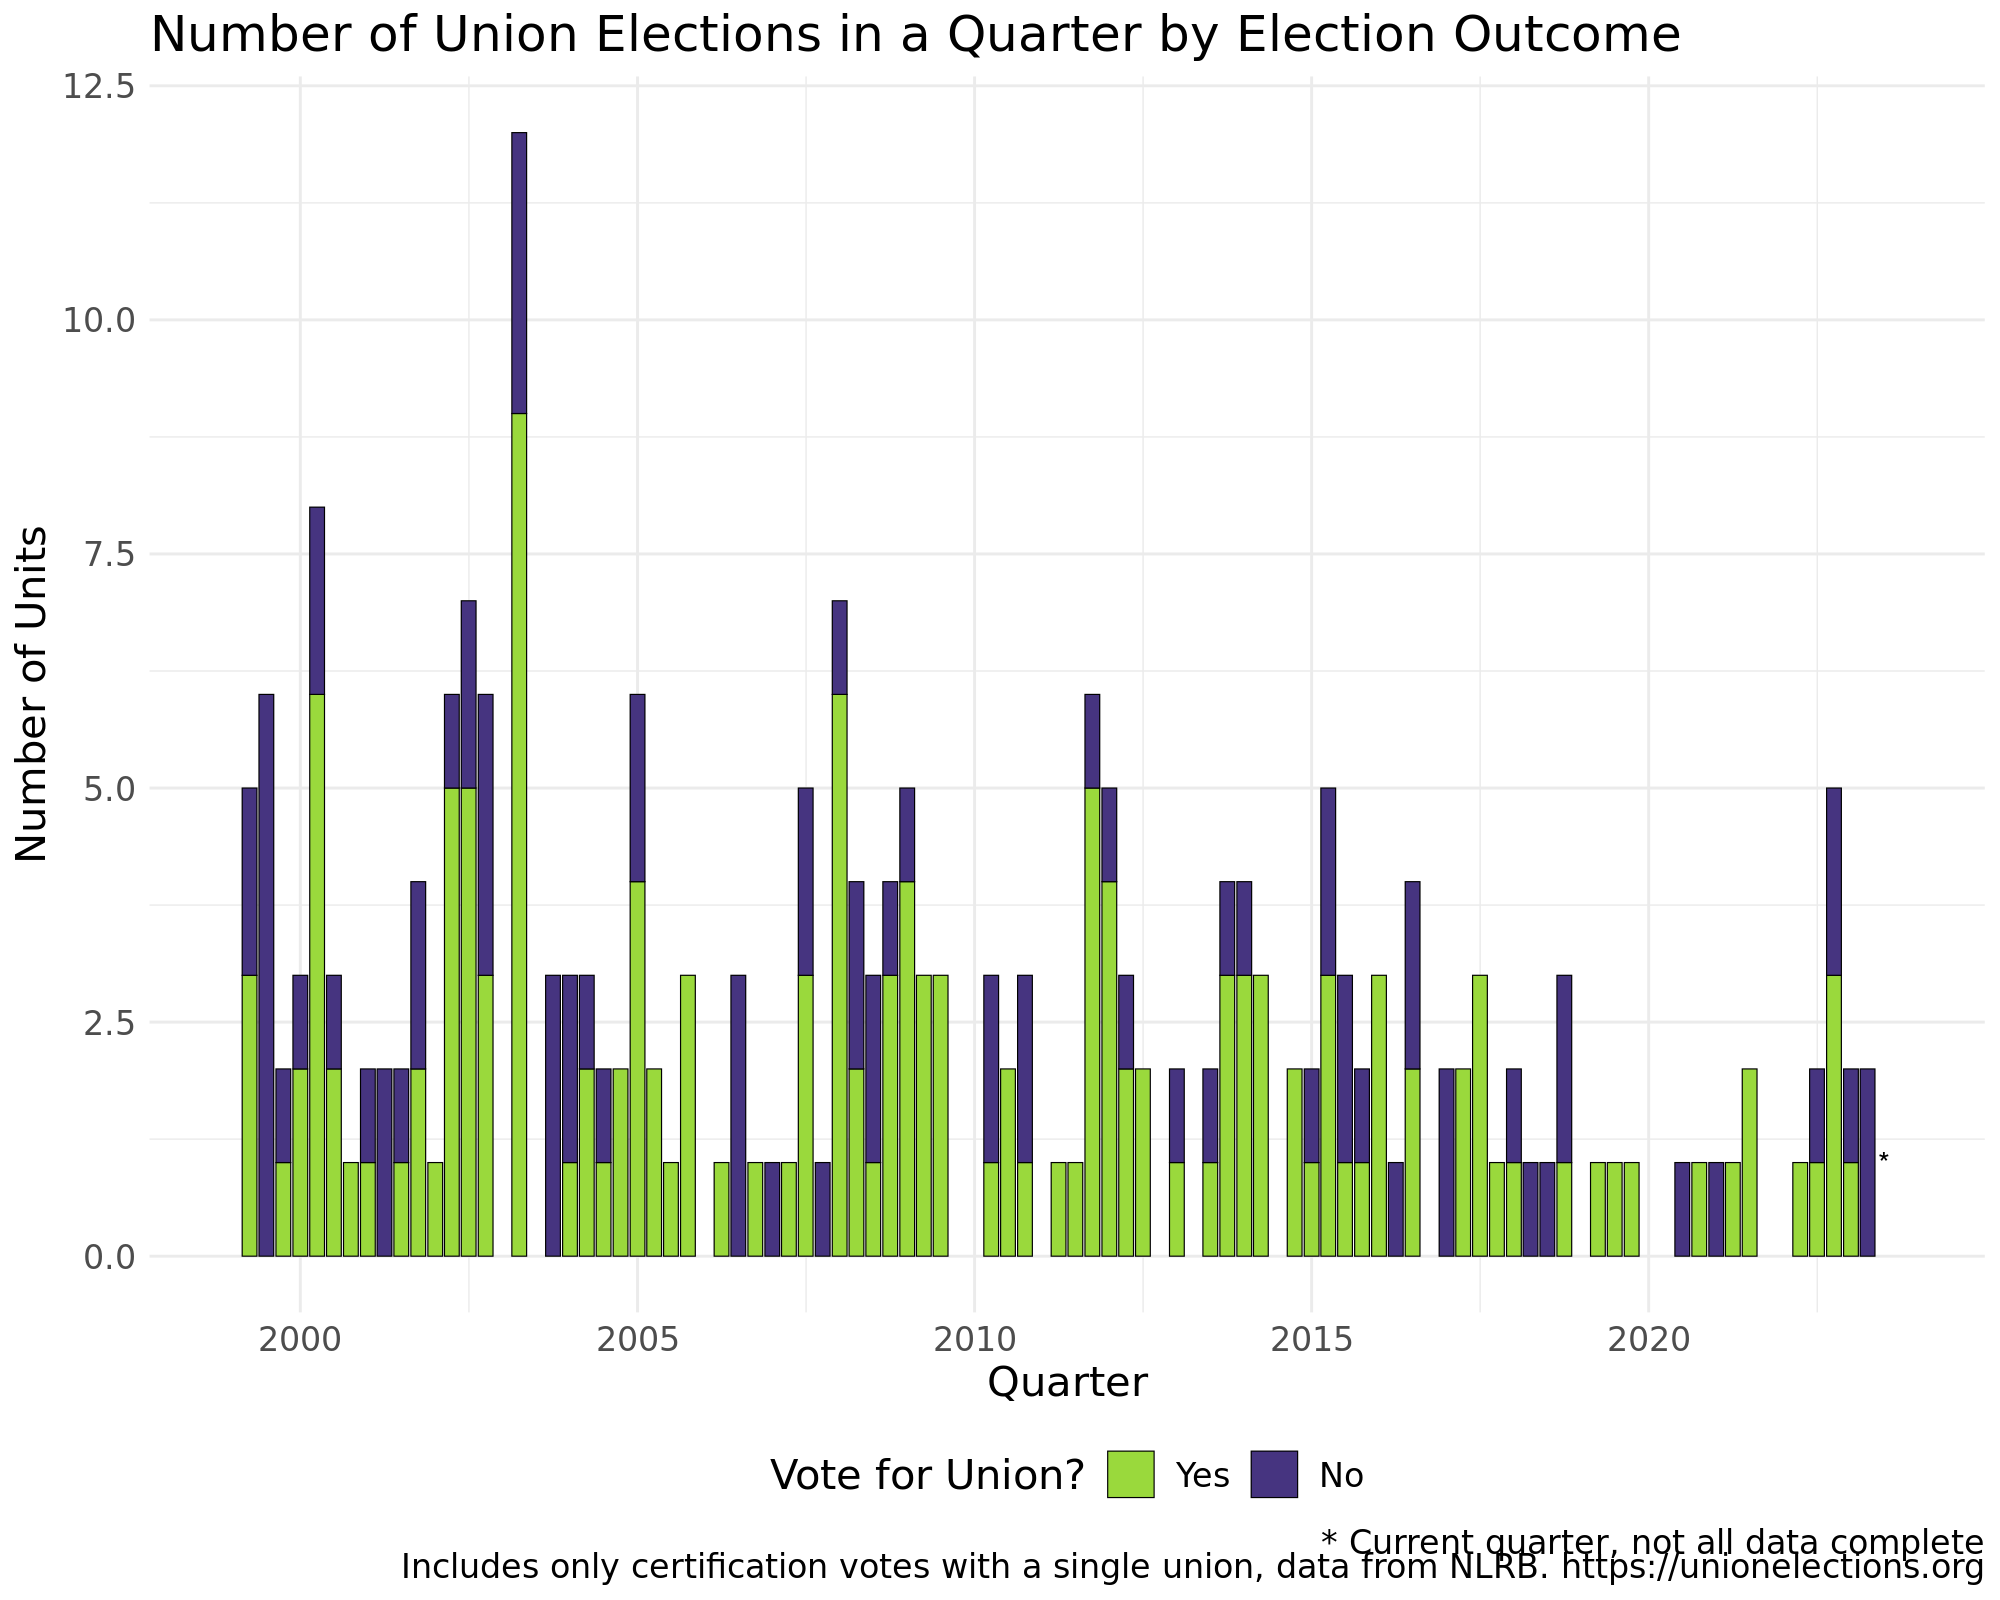 Number of Union Elections in a Quarter by Election Outcome
12.5
10.0
7.5
5.0
2.5
0.0
Number of Units
*
2000 2005 2010 2015 2020
Quarter
Vote for Union? Yes No
* Current quarter, not all data complete
Includes only certification votes with a single union, data from NLRB. https://unionelections.org